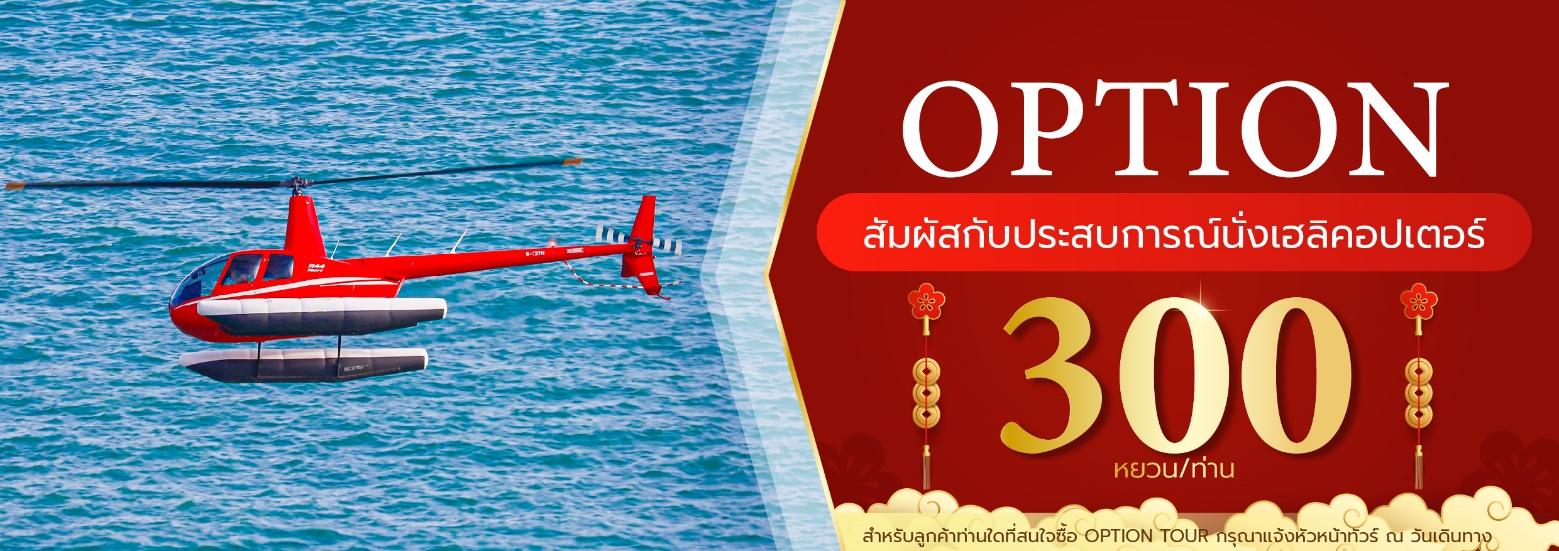 OPTION
สัมผัสกับประสบการณ์นั่งเฮลิคอปเตอร์
300
หยวน/ท่าน
สำหรับลูกค้าท่านใดที่สนใจซื้อ OPTION TOUR กรุณาแจ้งหัวหน้าทัวร์ ณ วันเดินทาง
R44